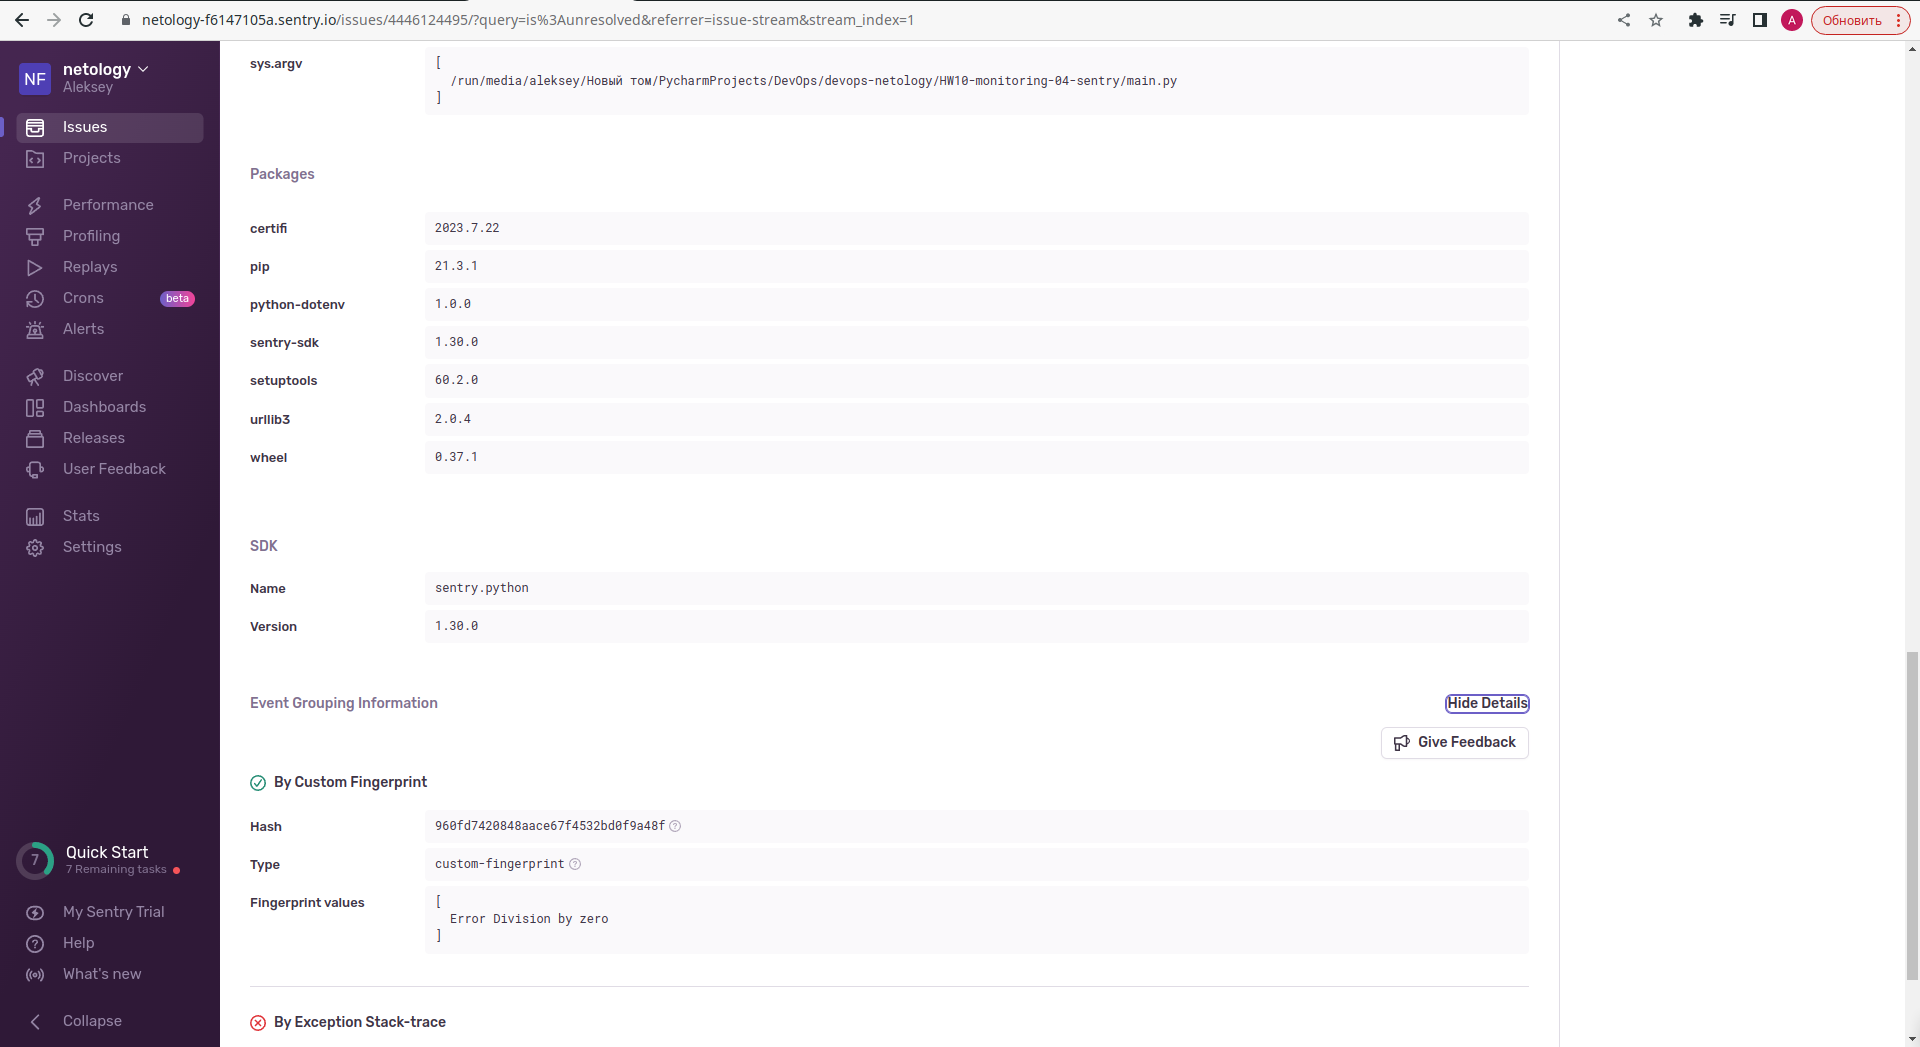 netology-f6147105a.sentry.io/issues/4446124495/?query=is%3Aunresolved&referrer=issue-stream&stream_index=1
A
Обновить
NF
netology
Aleksey
Issues
Projects
Performance
Profiling
Replays
Crons beta
Alerts
Discover
Dashboards
Releases
User Feedback
Stats
Settings
7
Quick Start
7 Remaining tasks
My Sentry Trial
Help
What's new
Collapse
sys.argv
[
/run/media/aleksey/Новый том/PycharmProjects/DevOps/devops-netology/HW10-monitoring-04-sentry/main.py
]
Packages
certifi 2023.7.22
pip 21.3.1
python-dotenv 1.0.0
sentry-sdk 1.30.0
setuptools 60.2.0
urllib3 2.0.4
wheel 0.37.1
SDK
Name sentry.python
Version 1.30.0
Event Grouping Information
Hide Details
Give Feedback
By Custom Fingerprint
Hash 960fd7420848aace67f4532bd0f9a48f
Type custom-fingerprint
Fingerprint values
[
Error Division by zero
]
By Exception Stack-trace